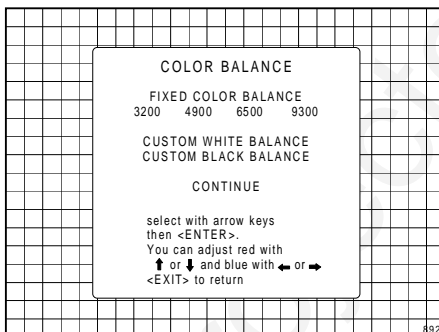 COLOR BALANCE
FIXED COLOR BALANCE
3200 4900 6500 9300
CUSTOM WHITE BALANCE
CUSTOM BLACK BALANCE
CONTINUE
select with arrow keys
then <ENTER>.
You can adjust red with
↑ or ↓ and blue with ← or →
<EXIT> to return
892